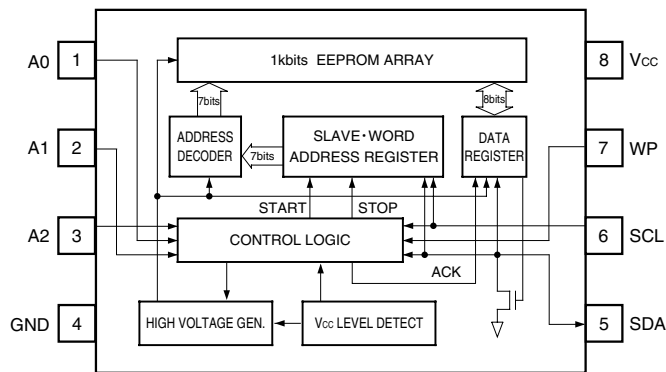 A0 1
1kbits EEPROM ARRAY
8 Vcc
7bits
8bits
A1 2
ADDRESS
DECODER
7bits
SLAVE・WORD
ADDRESS REGISTER
DATA
REGISTER
7 WP
START
STOP
A2 3
CONTROL LOGIC
6 SCL
ACK
GND 4
HIGH VOLTAGE GEN.
Vcc LEVEL DETECT
5 SDA